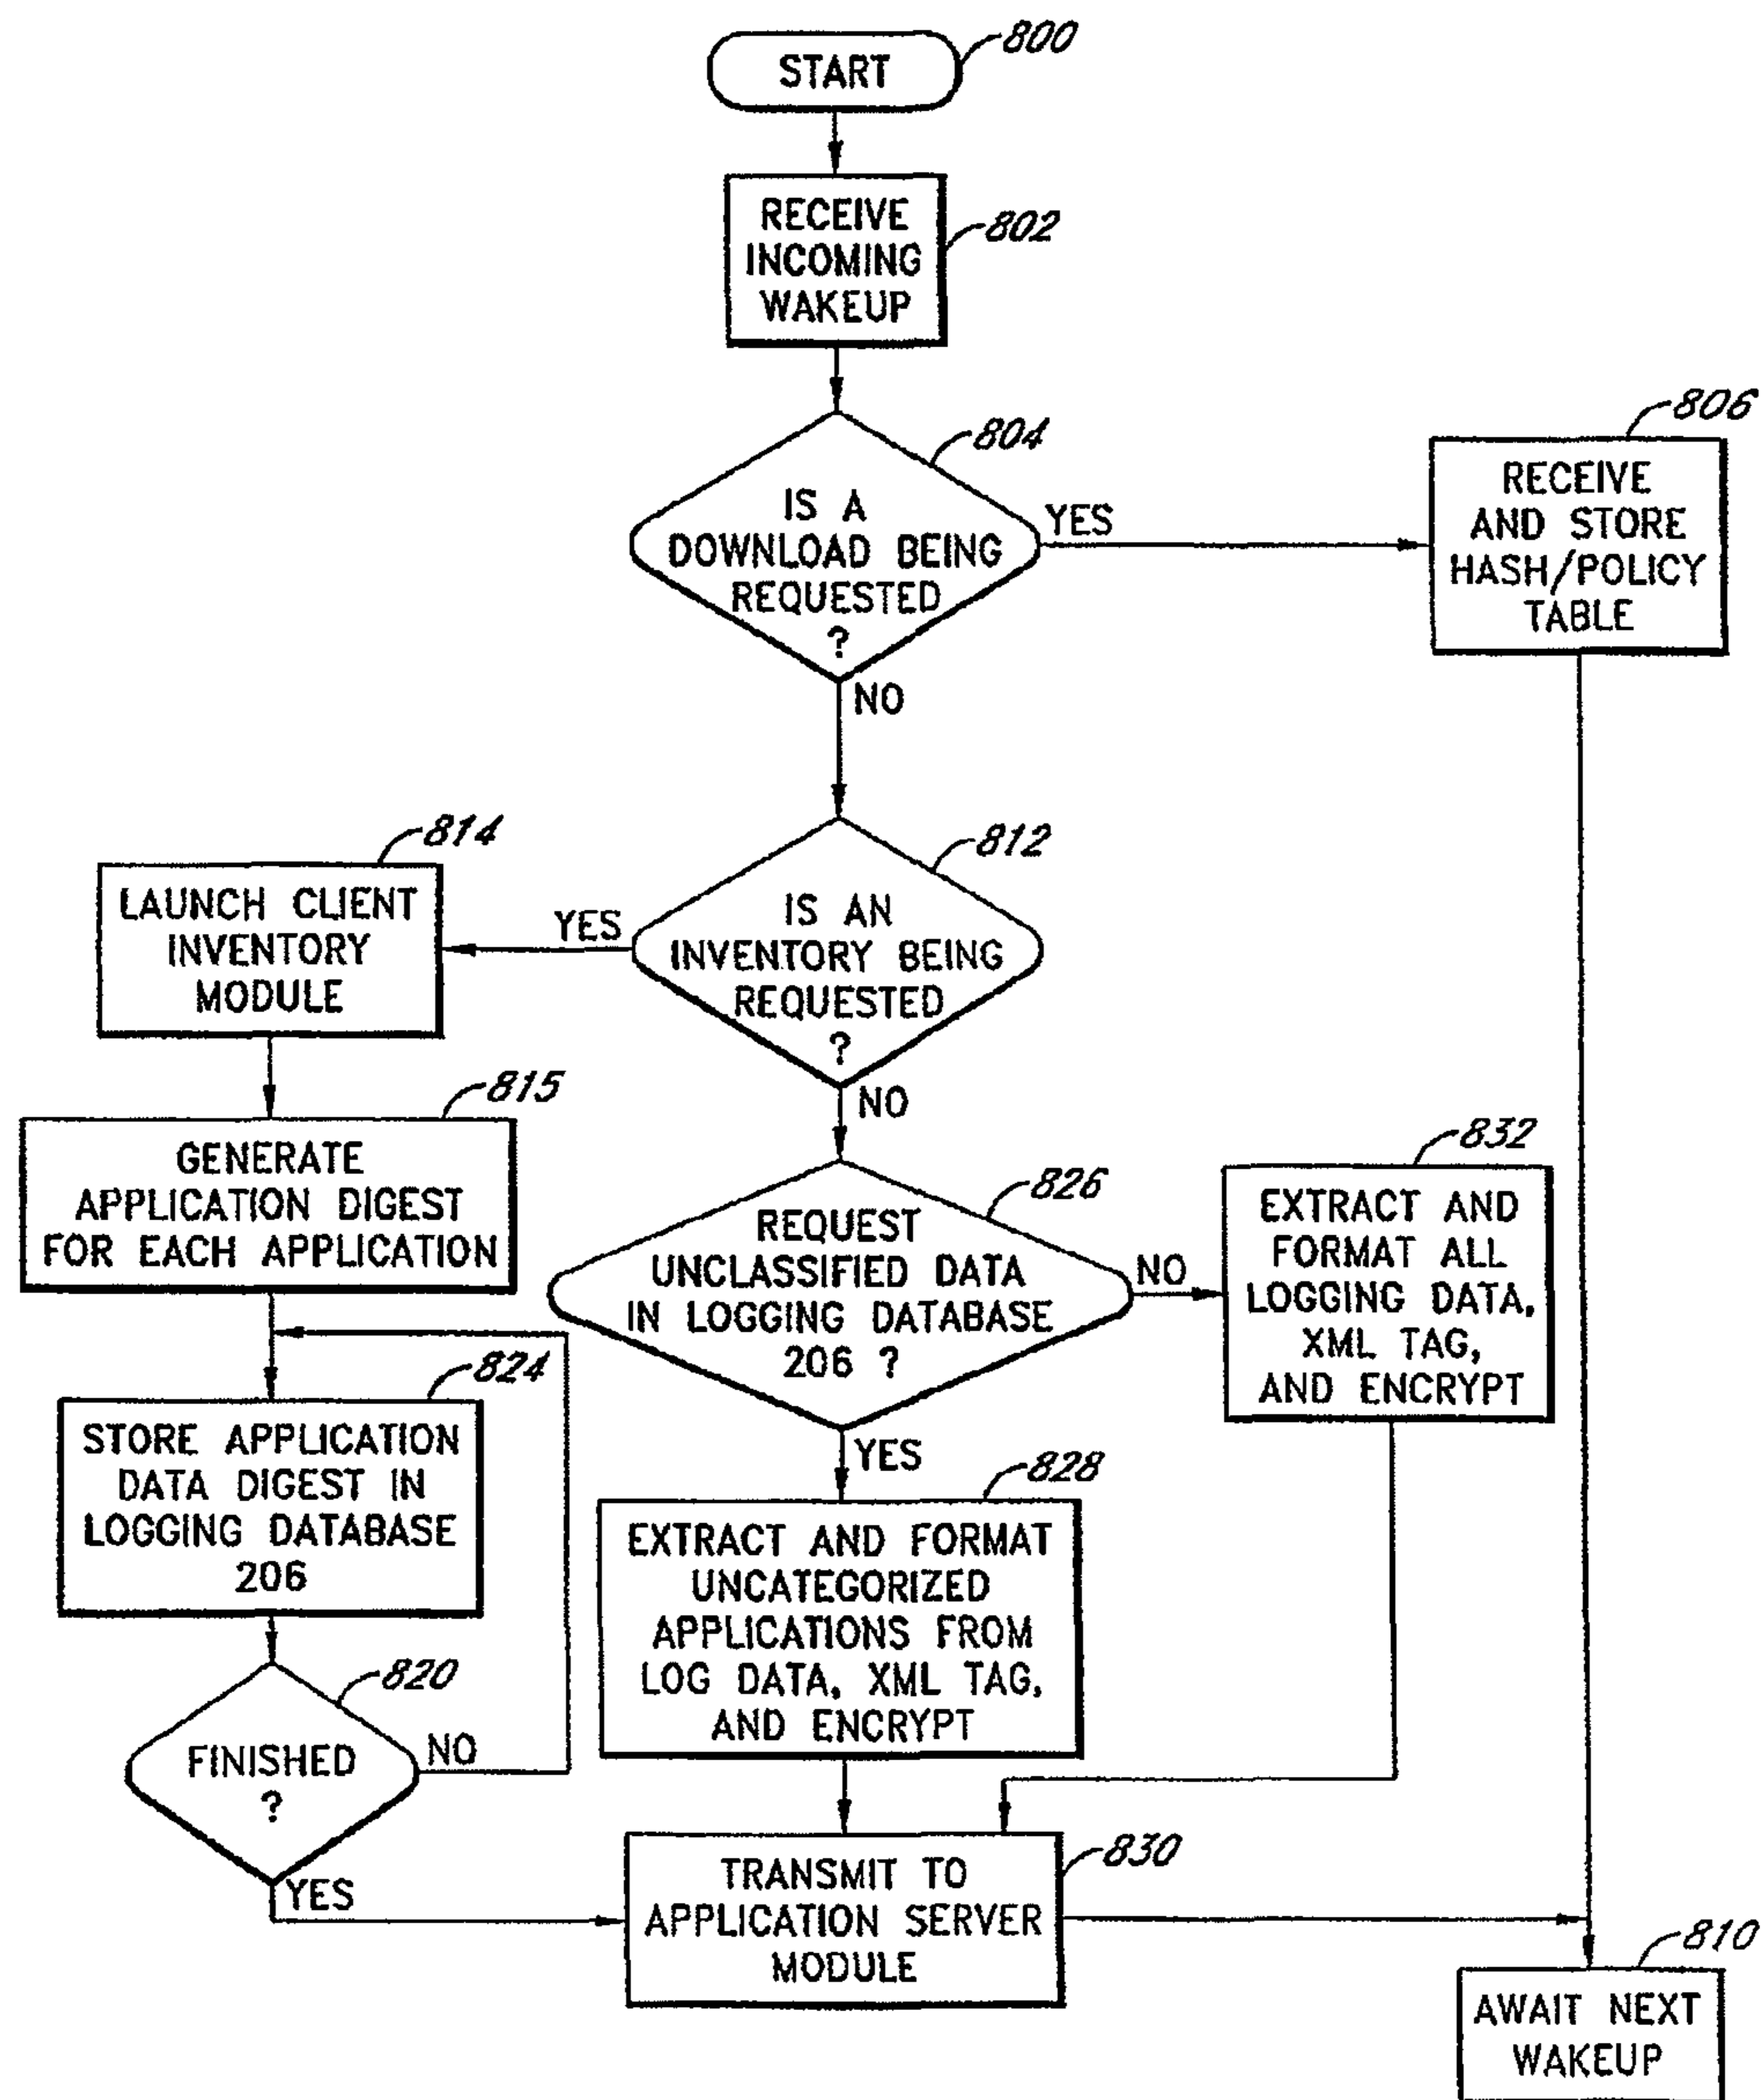 START
800
RECEIVE
INCOMING
WAKEUP
802
IS A
DOWNLOAD BEING
REQUESTED
?
804
YES
NO
RECEIVE
AND STORE
HASH/POLICY
TABLE
806
IS AN
INVENTORY BEING
REQUESTED
?
812
YES
NO
LAUNCH CLIENT
INVENTORY
MODULE
814
GENERATE
APPLICATION DIGEST
FOR EACH APPLICATION
815
STORE APPLICATION
DATA DIGEST IN
LOGGING DATABASE
206
824
FINISHED
?
820
NO
YES
REQUEST
UNCLASSIFIED DATA
IN LOGGING DATABASE
206 ?
826
NO
YES
EXTRACT AND
FORMAT ALL
LOGGING DATA,
XML TAG,
AND ENCRYPT
832
EXTRACT AND FORMAT
UNCATEGORIZED
APPLICATIONS FROM
LOG DATA, XML TAG,
AND ENCRYPT
828
TRANSMIT TO
APPLICATION SERVER
MODULE
830
AWAIT NEXT
WAKEUP
810